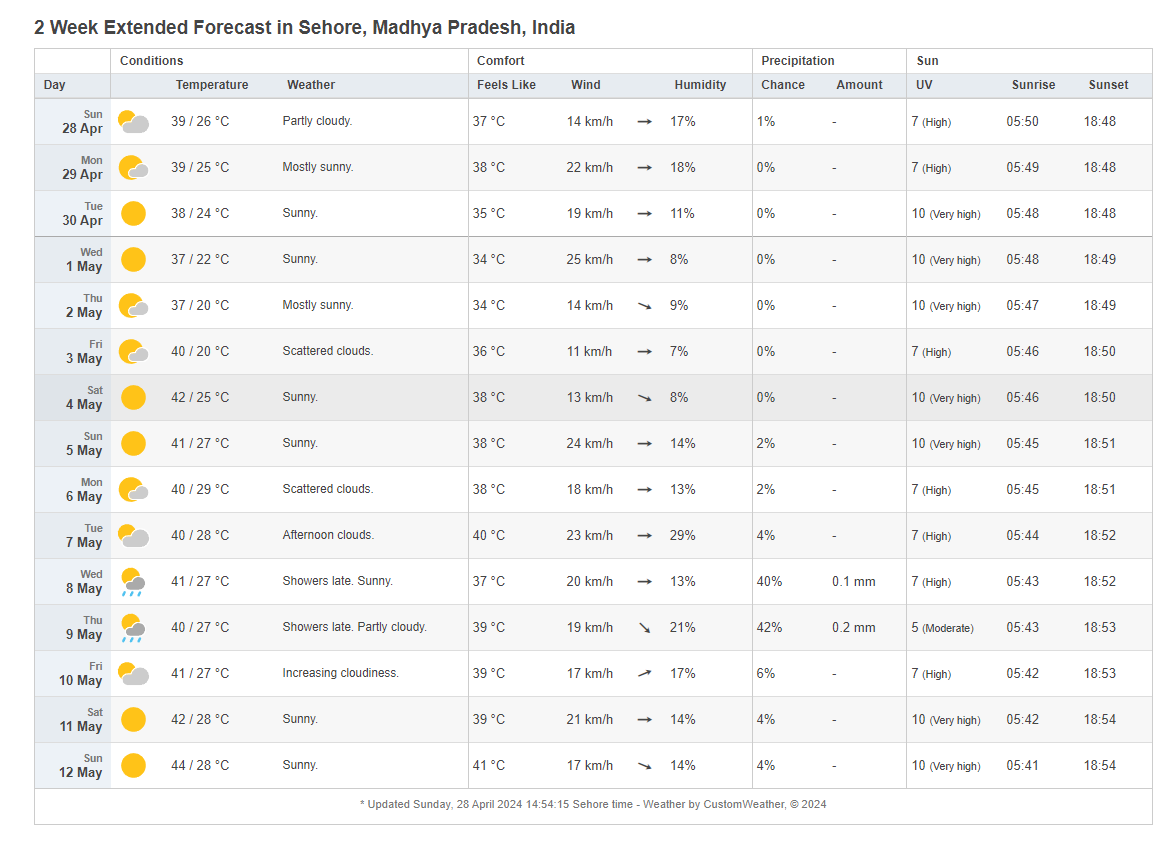 2 Week Extended Forecast in Sehore, Madhya Pradesh, India
Conditions Comfort Precipitation Sun
Day Temperature Weather Feels Like Wind Humidity Chance Amount UV Sunrise Sunset
Sun
28 Apr 39 / 26 °C Partly cloudy. 37 °C 14 km/h → 17% 1% - 7 (High) 05:50 18:48
Mon
29 Apr 39 / 25 °C Mostly sunny. 38 °C 22 km/h → 18% 0% - 7 (High) 05:49 18:48
Tue
30 Apr 38 / 24 °C Sunny. 35 °C 19 km/h → 11% 0% - 10 (Very high) 05:48 18:48
Wed
1 May 37 / 22 °C Sunny. 34 °C 25 km/h → 8% 0% - 10 (Very high) 05:48 18:49
Thu
2 May 37 / 20 °C Mostly sunny. 34 °C 14 km/h → 9% 0% - 10 (Very high) 05:47 18:49
Fri
3 May 40 / 20 °C Scattered clouds. 36 °C 11 km/h → 7% 0% - 7 (High) 05:46 18:50
Sat
4 May 42 / 25 °C Sunny. 38 °C 13 km/h → 8% 0% - 10 (Very high) 05:46 18:50
Sun
5 May 41 / 27 °C Sunny. 38 °C 24 km/h → 14% 2% - 10 (Very high) 05:45 18:51
Mon
6 May 40 / 29 °C Scattered clouds. 38 °C 18 km/h → 13% 2% - 7 (High) 05:45 18:51
Tue
7 May 40 / 28 °C Afternoon clouds. 40 °C 23 km/h → 29% 4% - 7 (High) 05:44 18:52
Wed
8 May 41 / 27 °C Showers late. Sunny. 37 °C 20 km/h → 13% 40% 0.1 mm 7 (High) 05:43 18:52
Thu
9 May 40 / 27 °C Showers late. Partly cloudy. 39 °C 19 km/h ↘ 21% 42% 0.2 mm 5 (Moderate) 05:43 18:53
Fri
10 May 41 / 27 °C Increasing cloudiness. 39 °C 17 km/h → 17% 6% - 7 (High) 05:42 18:53
Sat
11 May 42 / 28 °C Sunny. 39 °C 21 km/h → 14% 4% - 10 (Very high) 05:42 18:54
Sun
12 May 44 / 28 °C Sunny. 41 °C 17 km/h → 14% 4% - 10 (Very high) 05:41 18:54
* Updated Sunday, 28 April 2024 14:54:15 Sehore time - Weather by CustomWeather, © 2024